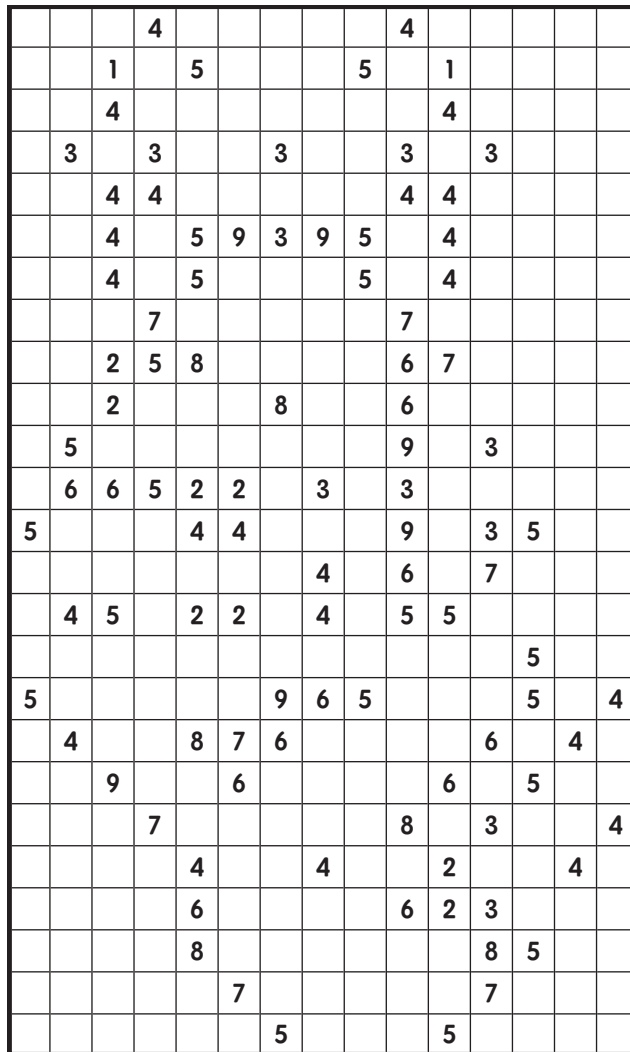 4 4
1 5 5 1
4 4
3 3 3 3 3
4 4 4 4
4 5 9 3 9 5 4
4 5 5 4
7 7
2 5 8 6 7
2 8 6
5 9 3
6 6 5 2 2 3 3
5 4 4 9 3 5
4 6 7
4 5 2 2 4 5 5
5
5 9 6 5 5 4
4 8 7 6 6 4
9 6 6 5
7 8 3 4
4 4 2 4
6 6 2 3
8 8 5
7 7
5 5